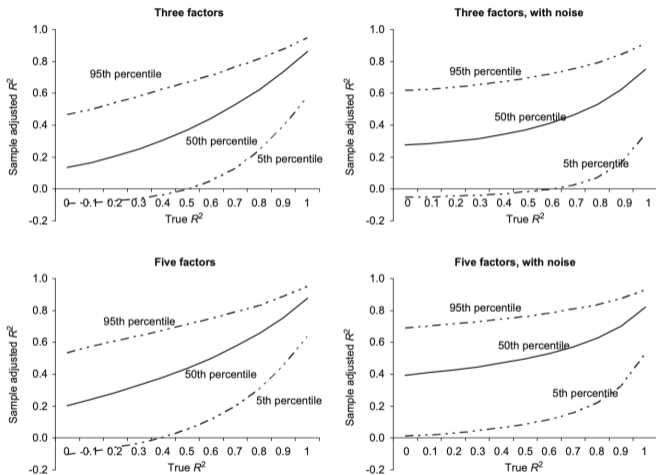 Three factors
1.0
0.8
0.6
0.4
0.2
0.0
-0.2
Sample adjusted R²
95th percentile
50th percentile
5th percentile
0 0.1 0.2 0.3 0.4 0.5 0.6 0.7 0.8 0.9 1
True R²
Three factors, with noise
1.0
0.8
0.6
0.4
0.2
0.0
-0.2
Sample adjusted R²
95th percentile
50th percentile
5th percentile
0 0.1 0.2 0.3 0.4 0.5 0.6 0.7 0.8 0.9 1
True R²
Five factors
1.0
0.8
0.6
0.4
0.2
0.0
-0.2
Sample adjusted R²
95th percentile
50th percentile
5th percentile
0 0.1 0.2 0.3 0.4 0.5 0.6 0.7 0.8 0.9 1
True R²
Five factors, with noise
1.0
0.8
0.6
0.4
0.2
0.0
-0.2
Sample adjusted R²
95th percentile
50th percentile
5th percentile
0 0.1 0.2 0.3 0.4 0.5 0.6 0.7 0.8 0.9 1
True R²